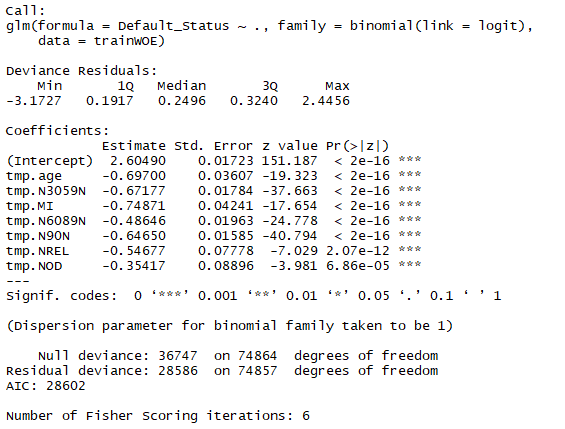 Call:
glm(formula = Default_Status ~ ., family = binomial(link = logit),
    data = trainWOE)

Deviance Residuals:
    Min      1Q  Median      3Q     Max
-3.1727  0.1917  0.2496  0.3240  2.4456

Coefficients:
            Estimate Std. Error z value Pr(>|z|)
(Intercept)  2.60490    0.01723 151.187  < 2e-16 ***
tmp.age     -0.69700    0.03607 -19.323  < 2e-16 ***
tmp.N3059N  -0.67177    0.01784 -37.663  < 2e-16 ***
tmp.MI      -0.74871    0.04241 -17.654  < 2e-16 ***
tmp.N6089N  -0.48646    0.01963 -24.778  < 2e-16 ***
tmp.N90N    -0.64650    0.01585 -40.794  < 2e-16 ***
tmp.NREL    -0.54677    0.07778  -7.029 2.07e-12 ***
tmp.NOD     -0.35417    0.08896  -3.981 6.86e-05 ***
---
Signif. codes:  0 ‘***’ 0.001 ‘**’ 0.01 ‘*’ 0.05 ‘.’ 0.1 ‘ ’ 1

(Dispersion parameter for binomial family taken to be 1)

    Null deviance: 36747  on 74864  degrees of freedom
Residual deviance: 28586  on 74857  degrees of freedom
AIC: 28602

Number of Fisher Scoring iterations: 6